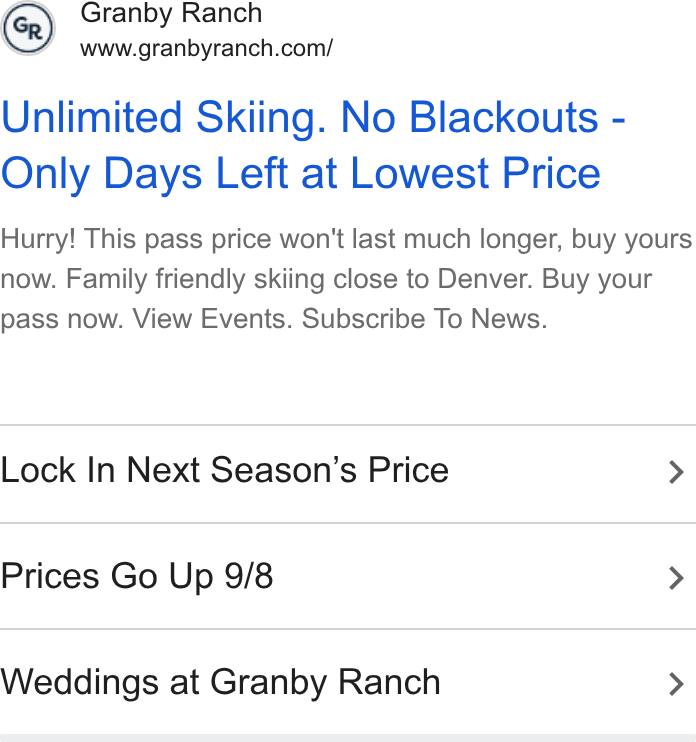 GR
Granby Ranch
www.granbyranch.com/
Unlimited Skiing. No Blackouts -
Only Days Left at Lowest Price
Hurry! This pass price won't last much longer, buy yours
now. Family friendly skiing close to Denver. Buy your
pass now. View Events. Subscribe To News.
Lock In Next Season’s Price
Prices Go Up 9/8
Weddings at Granby Ranch